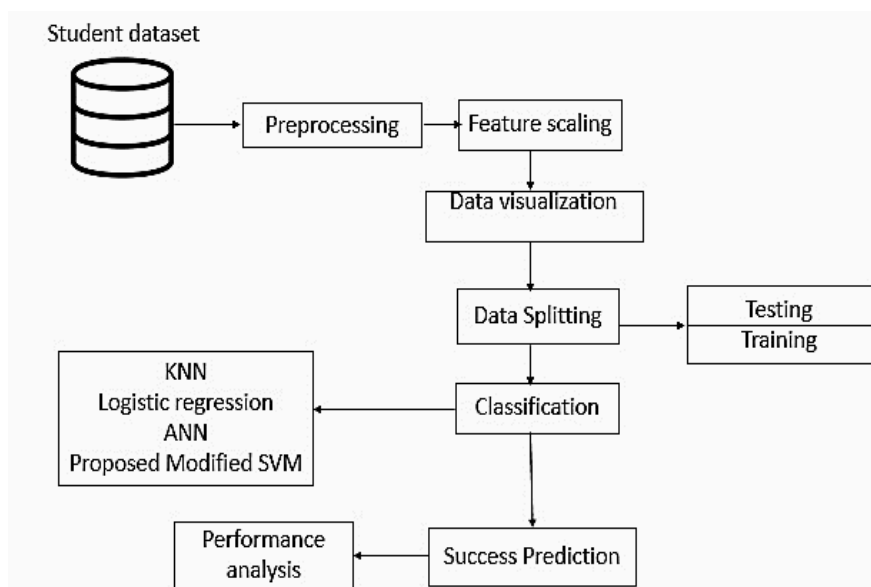 Student dataset
Preprocessing
Feature scaling
Data visualization
Data Splitting
Testing
Training
KNN
Logistic regression
ANN
Proposed Modified SVM
Classification
Performance
analysis
Success Prediction